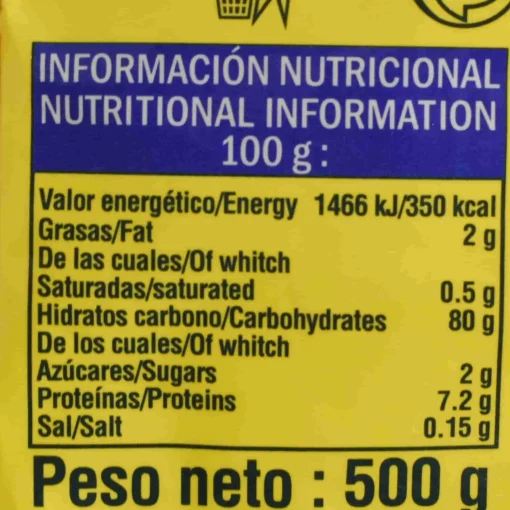 INFORMACIÓN NUTRICIONAL
NUTRITIONAL INFORMATION
100 g :
Valor energético/Energy 1466 kJ/350 kcal
Grasas/Fat 2 g
De las cuales/Of whitch
Saturadas/saturated 0.5 g
Hidratos carbono/Carbohydrates 80 g
De los cuales/Of whitch
Azúcares/Sugars 2 g
Proteínas/Proteins 7.2 g
Sal/Salt 0.15 g
Peso neto : 500 g